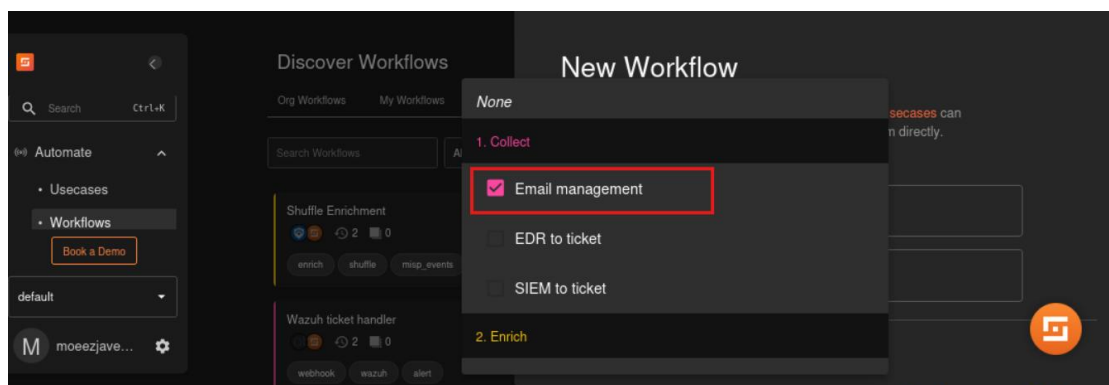 Search Ctrl+K
Automate
• Usecases
• Workflows
Book a Demo
default
M moeezjave...
Discover Workflows
Org Workflows My Workflows
Search Workflows
Shuffle Enrichment
2 0
enrich shuffle misp_events
Wazuh ticket handler
2 0
webhook wazuh alert
New Workflow
secases can
directly.
None
1. Collect
Email management
EDR to ticket
SIEM to ticket
2. Enrich